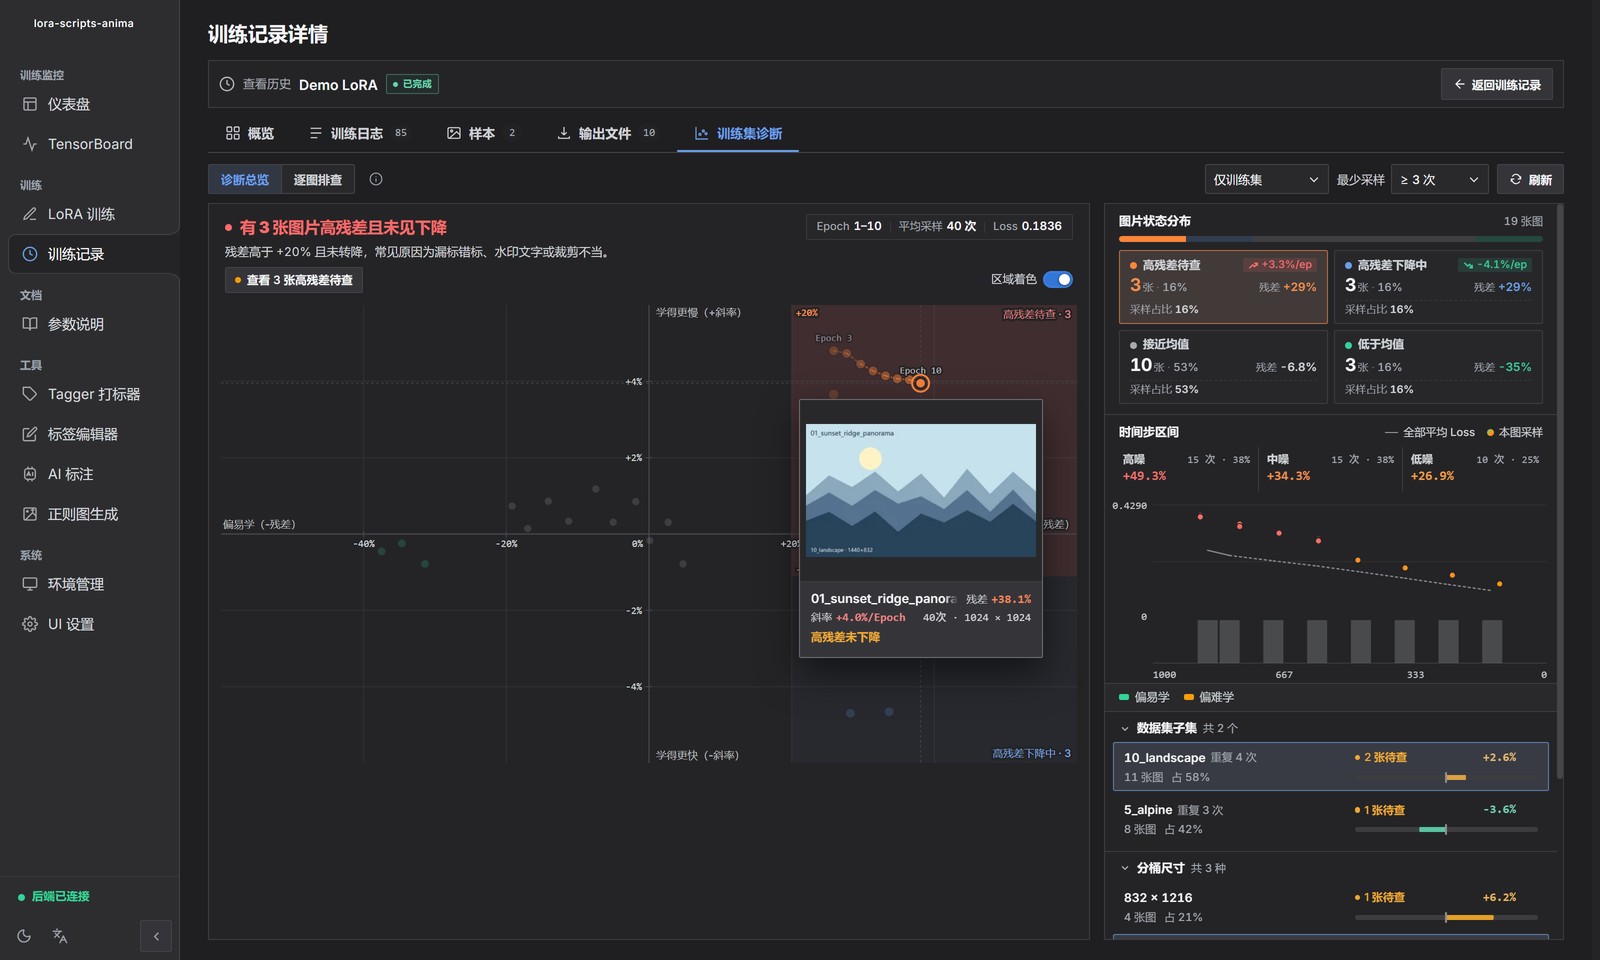 lora-scripts-anima
训练监控
仪表盘
TensorBoard
训练
LoRA 训练
训练记录
文档
参数说明
工具
Tagger 打标器
标签编辑器
AI 标注
正则图生成
系统
环境管理
UI 设置
后端已连接
训练记录详情
查看历史 Demo LoRA 已完成
返回训练记录
概览 训练日志 85 样本 2 输出文件 10 训练集诊断
诊断总览 逐图排查
仅训练集 最少采样 ≥ 3 次 刷新
有 3 张图片高残差且未见下降
Epoch 1–10 平均采样 40 次 Loss 0.1836
残差高于 +20% 且未转降，常见原因为漏标错标、水印文字或裁剪不当。
查看 3 张高残差待查
区域着色
学得更慢（+斜率）
+20%
高残差待查 · 3
Epoch 3
Epoch 10
+4%
+2%
偏易学（-残差）
残差）
-40% -20% 0%
-2%
-4%
学得更快（-斜率）
高残差下降中 · 3
01_sunset_ridge_panorama
10_landscape · 1440×832
01_sunset_ridge_panora 残差 +38.1%
斜率 +4.0%/Epoch 40次 · 1024 × 1024
高残差未下降
图片状态分布 19 张图
高残差待查 +3.3%/ep
3张 · 16% 残差 +29%
采样占比 16%
高残差下降中 -4.1%/ep
3张 · 16% 残差 +29%
采样占比 16%
接近均值
10张 · 53% 残差 -6.8%
采样占比 53%
低于均值
3张 · 16% 残差 -35%
采样占比 16%
时间步区间 全部平均 Loss 本图采样
高噪 15 次 · 38%
+49.3%
中噪 15 次 · 38%
+34.3%
低噪 10 次 · 25%
+26.9%
0.4290
0
1000 667 333 0
偏易学 偏难学
数据集子集 共 2 个
10_landscape 重复 4 次 2 张待查 +2.6%
11 张图 占 58%
5_alpine 重复 3 次 1 张待查 -3.6%
8 张图 占 42%
分桶尺寸 共 3 种
832 × 1216 1 张待查 +6.2%
4 张图 占 21%